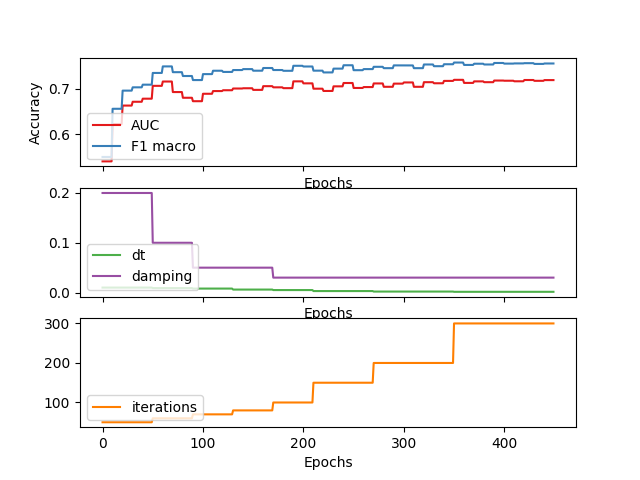 0.7
0.6
Accuracy
AUC
F1 macro
Epochs
0.2
0.1
0.0
dt
damping
Epochs
300
200
100
iterations
0 100 200 300 400
Epochs